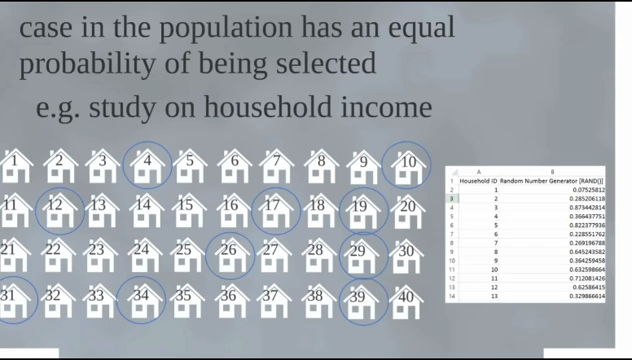 case in the population has an equal
probability of being selected
e.g. study on household income
1 2 3 4 5 6 7 8 9 10
11 12 13 14 15 16 17 18 19 20
21 22 23 24 25 26 27 28 29 30
31 32 33 34 35 36 37 38 39 40
A B
1 Household ID Random Number Generator [RAND()]
2 1 0.07525812
3 2 0.285206118
4 3 0.873442814
5 4 0.366437751
6 5 0.822377936
7 6 0.228551762
8 7 0.269196788
9 8 0.645243582
10 9 0.364259458
11 10 0.632598664
12 11 0.712081426
13 12 0.62586415
14 13 0.329866614